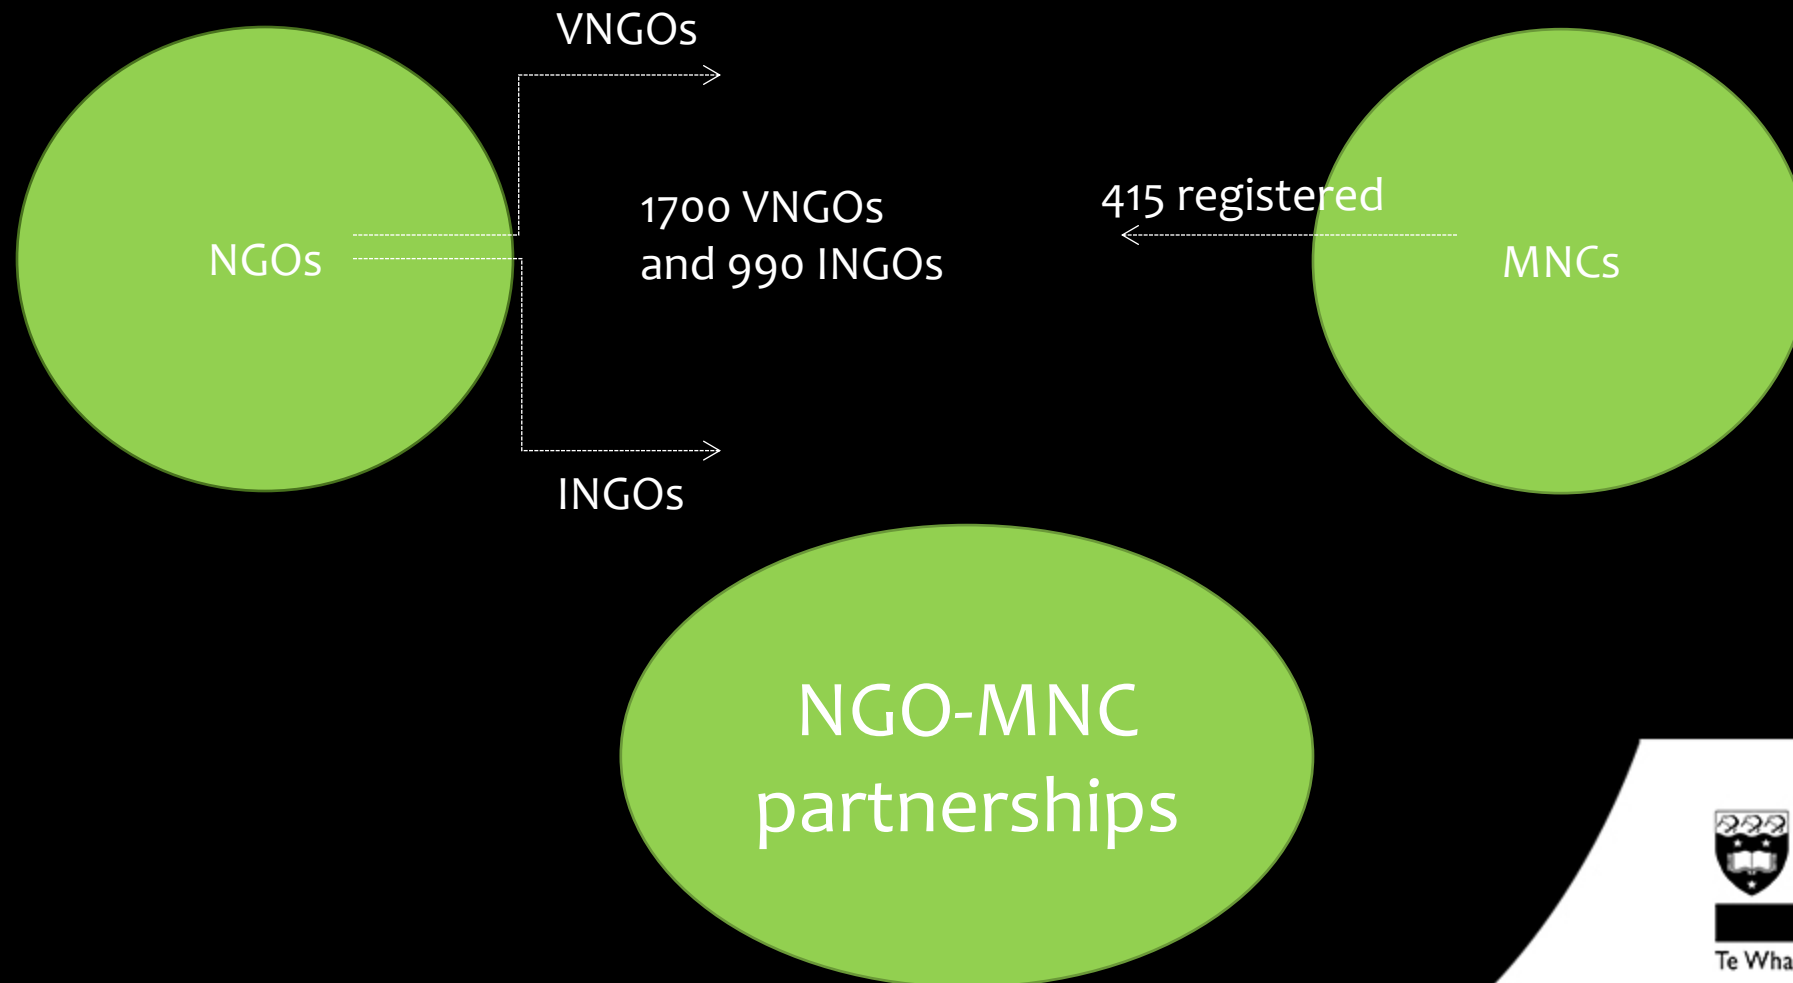 VNGOs
NGOs
1700 VNGOs
and 990 INGOs
415 registered
MNCs
INGOs
NGO-MNC
partnerships
Te Wha